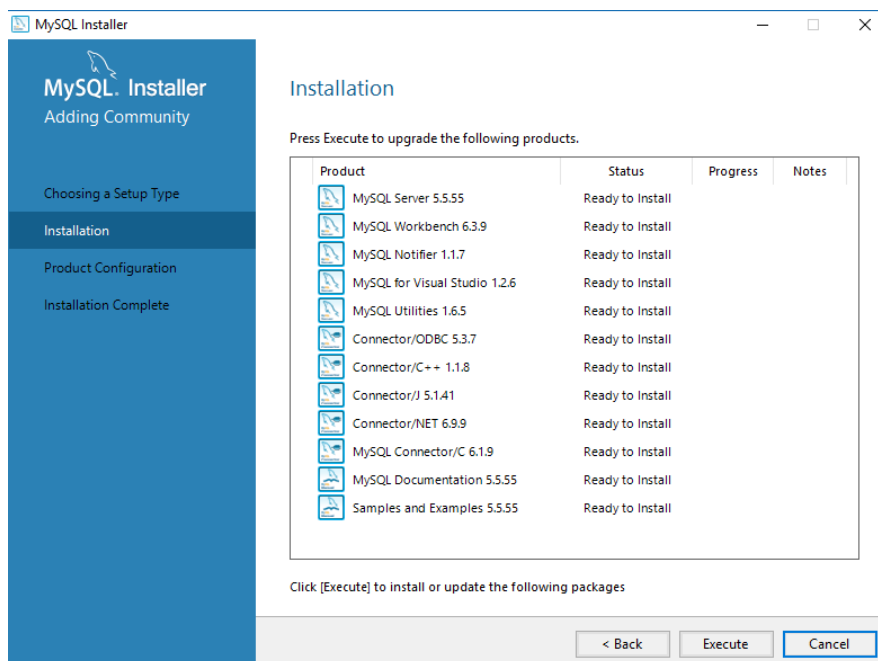 MySQL Installer
MySQL. Installer
Adding Community
Choosing a Setup Type
Installation
Product Configuration
Installation Complete
Installation
Press Execute to upgrade the following products.
Product Status Progress Notes
MySQL Server 5.5.55 Ready to Install
MySQL Workbench 6.3.9 Ready to Install
MySQL Notifier 1.1.7 Ready to Install
MySQL for Visual Studio 1.2.6 Ready to Install
MySQL Utilities 1.6.5 Ready to Install
Connector/ODBC 5.3.7 Ready to Install
Connector/C++ 1.1.8 Ready to Install
Connector/J 5.1.41 Ready to Install
Connector/NET 6.9.9 Ready to Install
MySQL Connector/C 6.1.9 Ready to Install
MySQL Documentation 5.5.55 Ready to Install
Samples and Examples 5.5.55 Ready to Install
Click [Execute] to install or update the following packages
< Back Execute Cancel